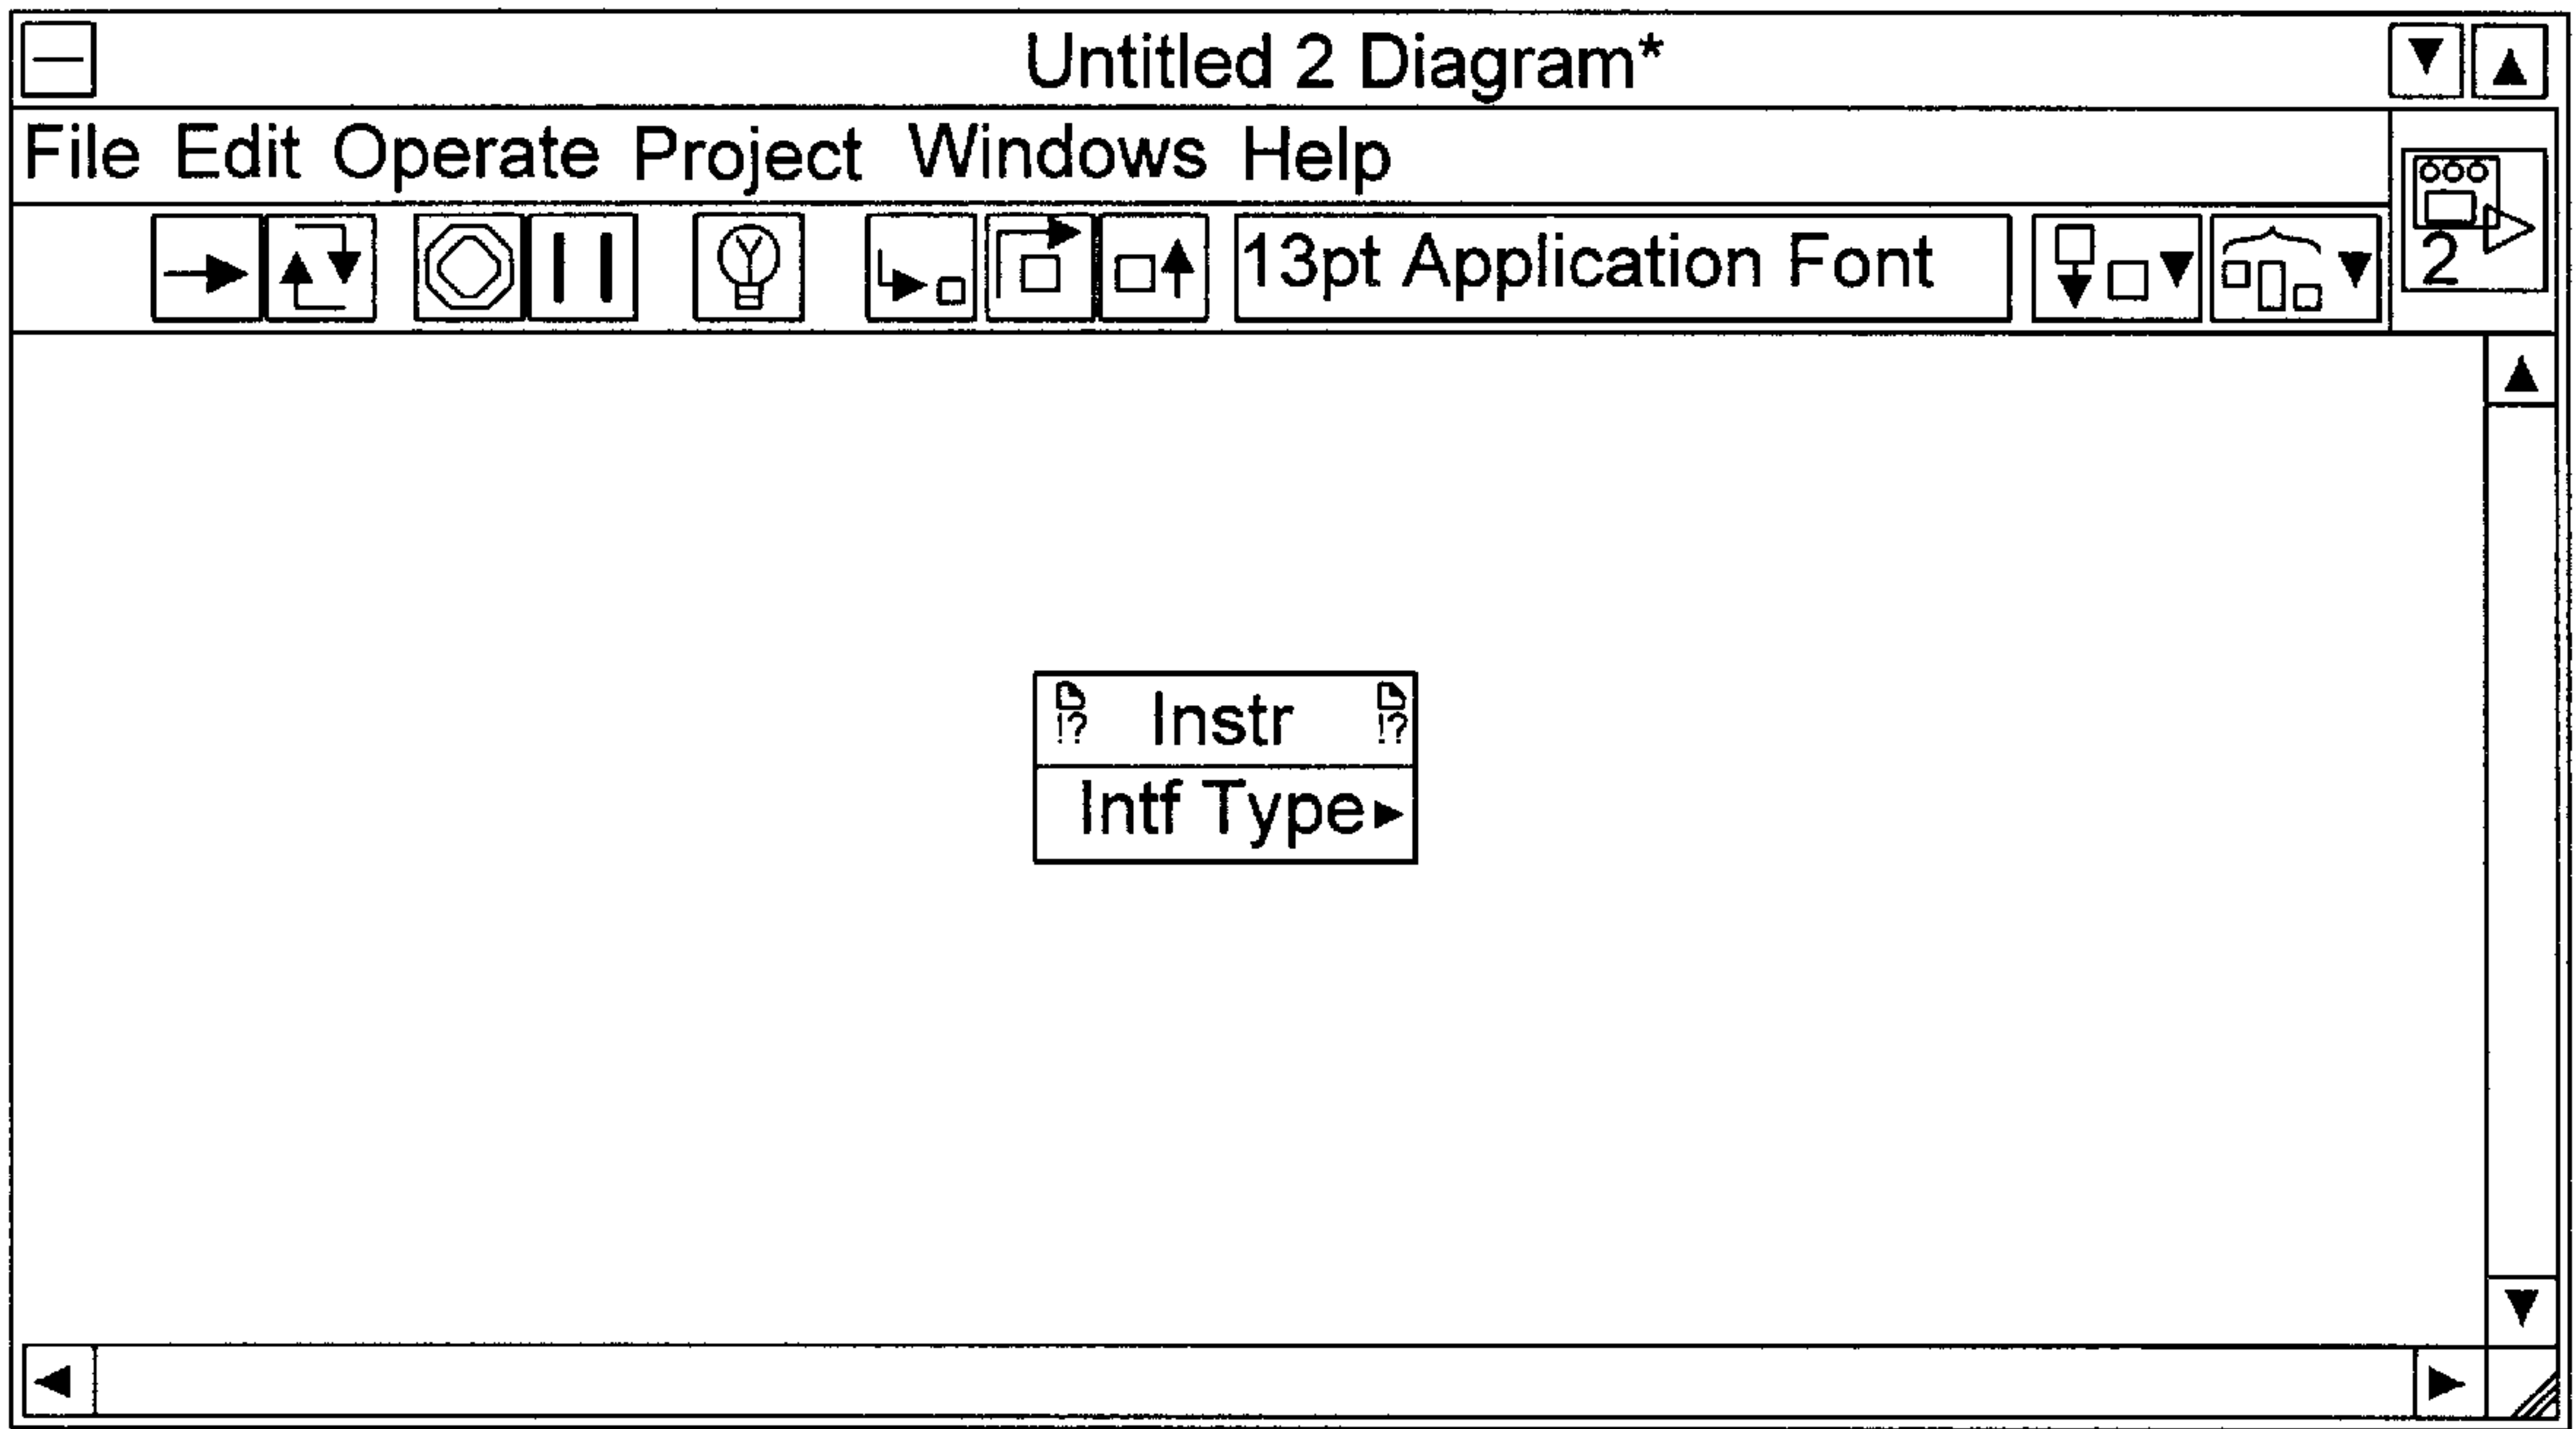 Untitled 2 Diagram*
File Edit Operate Project Windows Help
13pt Application Font
2
!? Instr !?
Intf Type